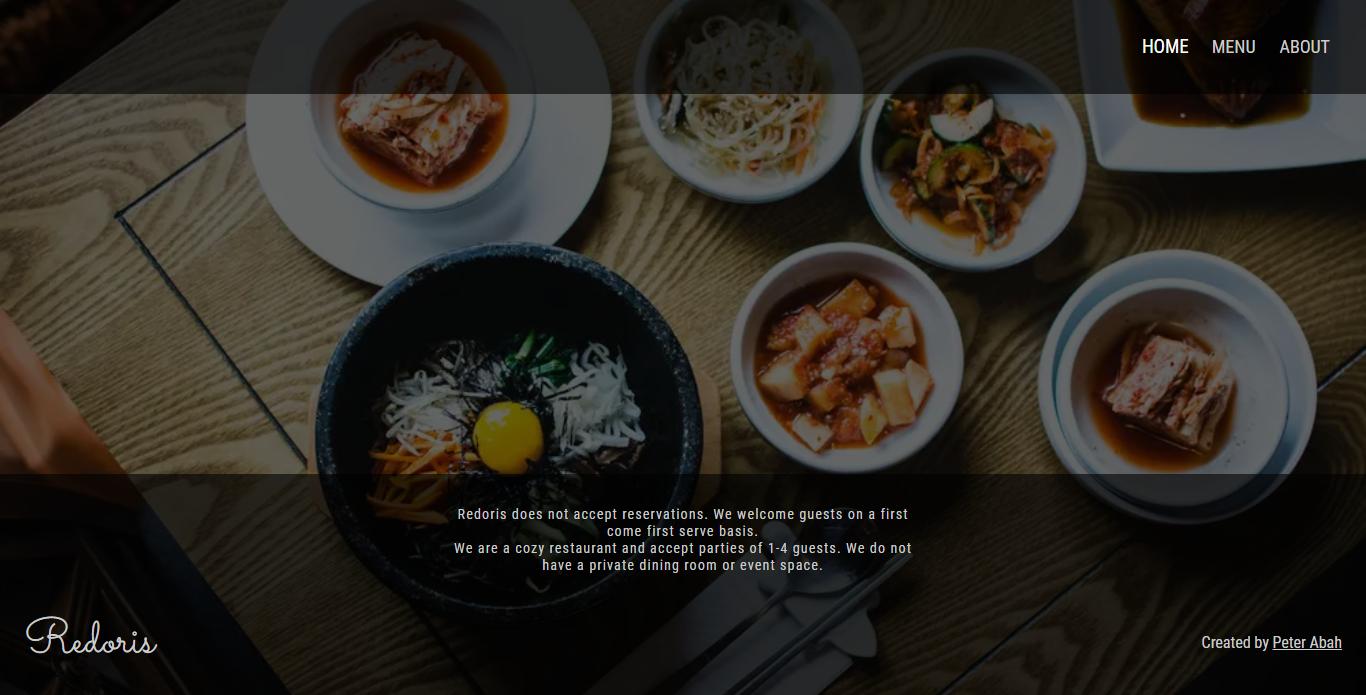 HOME MENU ABOUT
Redoris does not accept reservations. We welcome guests on a first
come first serve basis.
We are a cozy restaurant and accept parties of 1-4 guests. We do not
have a private dining room or event space.
Redoris
Created by Peter Abah